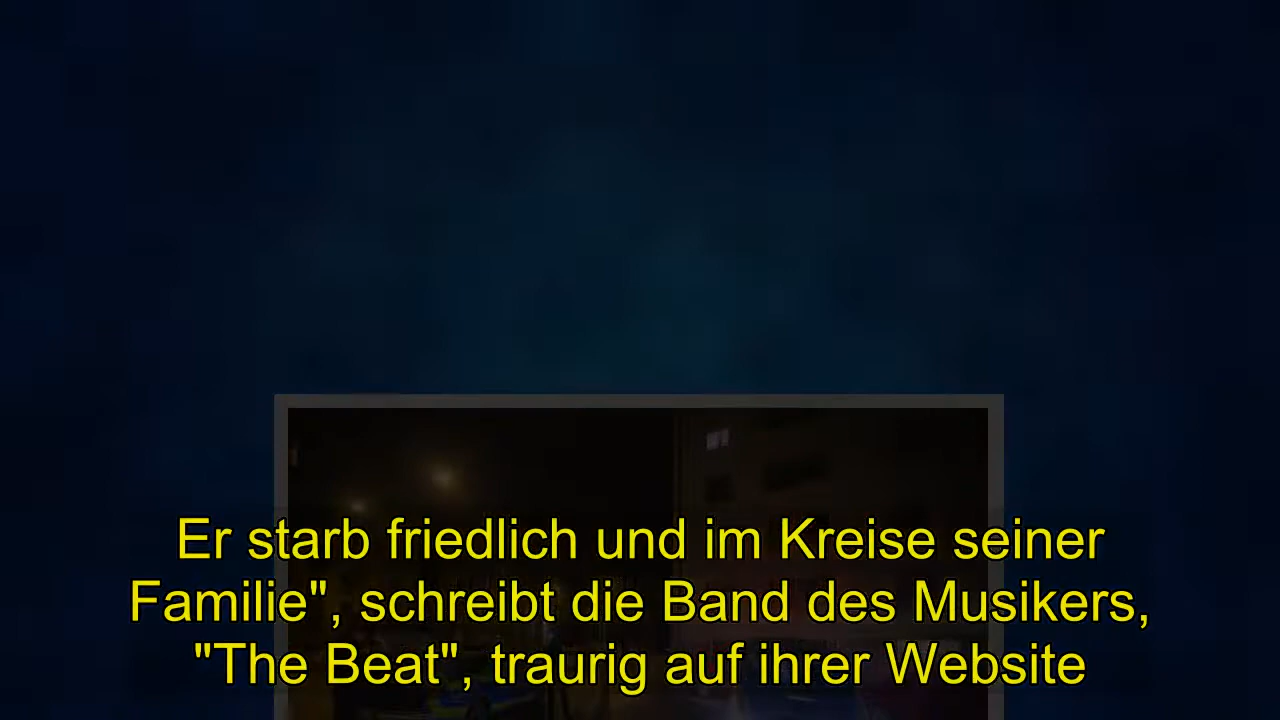 Er starb friedlich und im Kreise seiner
Familie", schreibt die Band des Musikers,
"The Beat", traurig auf ihrer Website